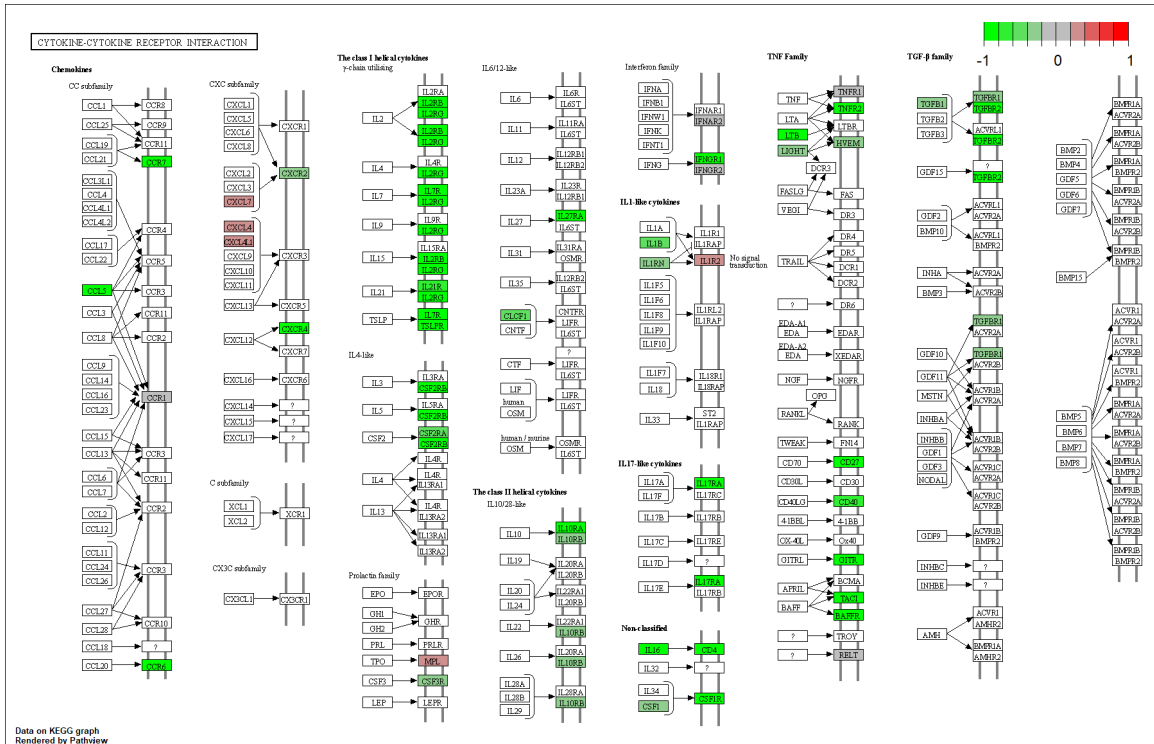 CYTOKINE-CYTOKINE RECEPTOR INTERACTION
-1
0
1
Chemokines
CC subfamily
CCL1
CCR8
CCL25
CCR9
CCL19
CCR11
CCL21
CCR7
CCL3L1
CCL4
CCL4L1
CCL4L2
CCR4
CCL17
CCL22
CCR5
CCL5
CCR3
CCL3
CCR11
CCL8
CCR2
CCL9
CCL14
CCL16
CCL23
CCR1
CCL15
CCL13
CCR3
CCL6
CCL7
CCR11
CCR2
CCL2
CCL12
CCL11
CCL24
CCL26
CCR3
CCL27
CCL28
CCR10
CCL18
?
CCL20
CCR6
CXC subfamily
CXCL1
CXCL5
CXCL6
CXCL8
CXCR1
CXCL2
CXCL3
CXCL7
CXCR2
CXCL4
CXCL4L1
CXCL9
CXCL10
CXCL11
CXCR3
CXCL13
CXCR5
CXCR4
CXCL12
CXCR7
CXCL16
CXCR6
CXCL14
?
CXCL15
?
CXCL17
?
C subfamily
XCL1
XCL2
XCR1
CX3C subfamily
CX3CL1
CX3CR1
The class I helical cytokines
γ-chain utilising
IL2
IL2RA
IL2RB
IL2RG
IL2RB
IL2RG
IL4
IL4R
IL2RG
IL7
IL7R
IL2RG
IL9
IL9R
IL2RG
IL15
IL15RA
IL2RB
IL2RG
IL21
IL21R
IL2RG
TSLP
IL7R
TSLPR
IL4-like
IL3
IL3RA
CSF2RB
IL5
IL5RA
CSF2RB
CSF2
CSF2RA
CSF2RB
IL4R
IL4
IL4R
IL13RA1
IL13
IL4R
IL13RA2
IL13RA1
IL13RA2
Prolactin family
EPO
EPOR
GH1
GH2
GHR
PRL
PRLR
TPO
MPL
CSF3
CSF3R
LEP
LEPR
IL6/12-like
IL6
IL6R
IL6ST
IL11
IL11RA
IL6ST
IL12
IL12RB1
IL12RB2
IL23A
IL23R
IL12RB1
IL27
IL27RA
IL6ST
IL31
IL31RA
OSMR
IL35
IL12RB2
IL6ST
CLCF1
CNTF
CNTFR
LIFR
IL6ST
CTF
?
LIFR
IL6ST
LIF
human
OSM
LIFR
IL6ST
human / murine
OSM
OSMR
IL6ST
The class II helical cytokines
IL10/28-like
IL10
IL10RA
IL10RB
IL19
IL20RA
IL20RB
IL20
IL24
IL22RA1
IL20RB
IL22
IL22RA1
IL10RB
IL26
IL20RA
IL10RB
IL28A
IL28B
IL29
IL28RA
IL10RB
Interferon family
IFNA
IFNB1
IFNW1
IFNK
IFNT1
IFNAR1
IFNAR2
IFNG
IFNGR1
IFNGR2
IL1-like cytokines
IL1A
IL1B
IL1R1
IL1RAP
IL1RN
IL1R2
No signal
transduction
IL1F5
IL1F6
IL1F8
IL1F9
IL1F10
IL1RL2
IL1RAP
IL1F7
IL18
IL18R1
IL18RAP
IL33
ST2
IL1RAP
IL17-like cytokines
IL17A
IL17F
IL17RA
IL17RC
IL17B
IL17RB
IL17C
IL17RE
IL17D
?
IL17E
IL17RA
IL17RB
Non-classified
IL16
CD4
IL32
?
IL34
CSF1
CSF1R
TNF Family
TNF
TNFR1
TNFR2
LTA
LTB
LTBR
LIGHT
HVEM
DCR3
FASLG
FAS
VEGI
DR3
TRAIL
DR4
DR5
DCR1
DCR2
?
DR6
EDA-A1
EDA
EDAR
EDA-A2
EDA
XEDAR
NGF
NGFR
OPG
RANKL
RANK
TWEAK
FN14
CD70
CD27
CD30L
CD30
CD40LG
CD40
4-1BBL
4-1BB
OX-40L
Ox40
GITRL
GITR
APRIL
BCMA
BAFF
TACI
BAFFR
?
TROY
?
RELT
TGF-β family
TGFB1
TGFB2
TGFB3
TGFBR1
TGFBR2
ACVRL1
TGFBR2
GDF15
?
TGFBR2
GDF2
BMP10
ACVRL1
ACVR2A
ACVRL1
BMPR2
INHA
ACVR2A
BMP3
ACVR2B
TGFBR1
ACVR2A
GDF10
GDF11
MSTN
TGFBR1
ACVR2B
ACVR1B
ACVR2A
INHBA
INHBB
GDF1
GDF3
NODAL
ACVR1B
ACVR2B
ACVR1C
ACVR2A
ACVR1C
ACVR2B
GDF9
BMPR1B
BMPR2
INHBC
?
INHBE
?
AMH
ACVR1
AMHR2
BMPR1A
AMHR2
BMP2
BMP4
GDF5
GDF6
GDF7
BMPR1A
ACVR2A
BMPR1A
ACVR2B
BMPR1A
BMPR2
BMPR1B
ACVR2A
BMPR1B
ACVR2B
BMP15
BMPR1B
BMPR2
BMP5
BMP6
BMP7
BMP8
ACVR1
ACVR2A
ACVR1
ACVR2B
ACVR1
BMPR2
BMPR1A
ACVR2A
BMPR1A
ACVR2B
BMPR1A
BMPR2
BMPR1B
ACVR2A
BMPR1B
ACVR2B
BMPR1B
BMPR2
Data on KEGG graph
Rendered by Pathview